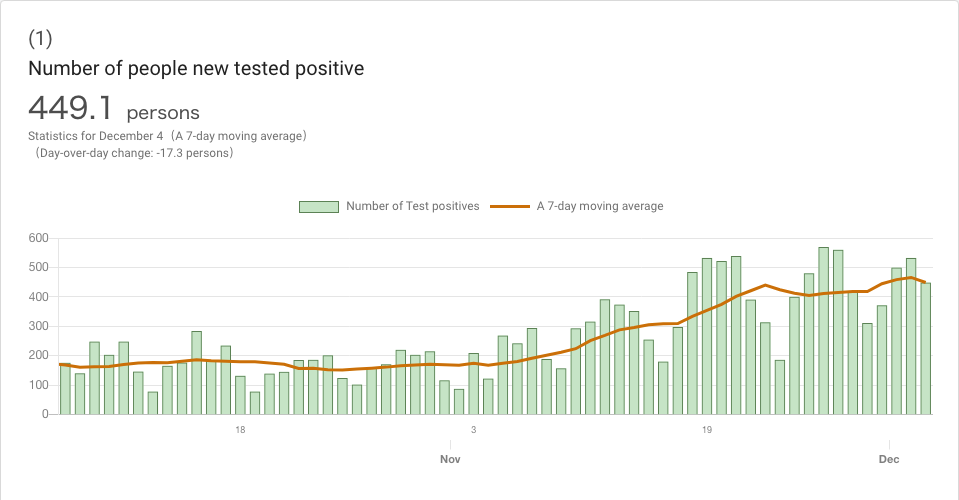 (1)
Number of people new tested positive
449.1 persons
Statistics for December 4（A 7-day moving average）
（Day-over-day change: -17.3 persons）
Number of Test positives A 7-day moving average
600
500
400
300
200
100
0
18 3 19
Nov Dec